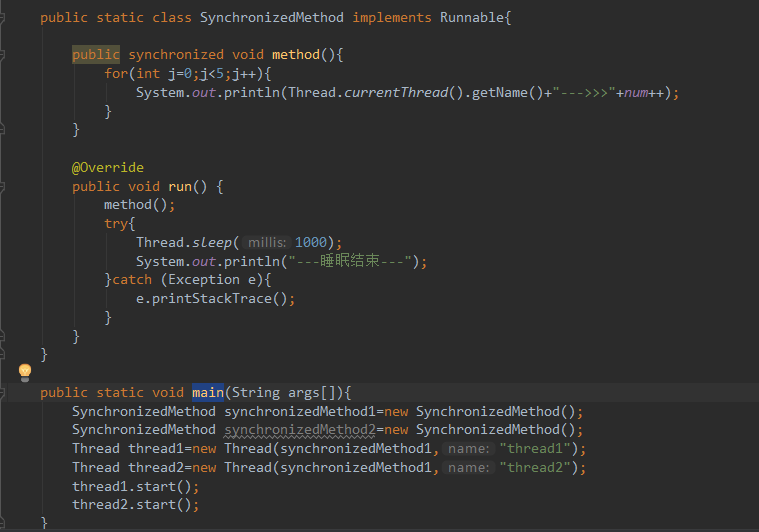 public static class SynchronizedMethod implements Runnable{
public synchronized void method(){
for(int j=0;j<5;j++){
System.out.println(Thread.currentThread().getName()+"--->>>"+num++);
}
}
@Override
public void run() {
method();
try{
Thread.sleep( millis: 1000);
System.out.println("---睡眠结束---");
}catch (Exception e){
e.printStackTrace();
}
}
}
public static void main(String args[]){
SynchronizedMethod synchronizedMethod1=new SynchronizedMethod();
SynchronizedMethod synchronizedMethod2=new SynchronizedMethod();
Thread thread1=new Thread(synchronizedMethod1, name: "thread1");
Thread thread2=new Thread(synchronizedMethod1, name: "thread2");
thread1.start();
thread2.start();
}